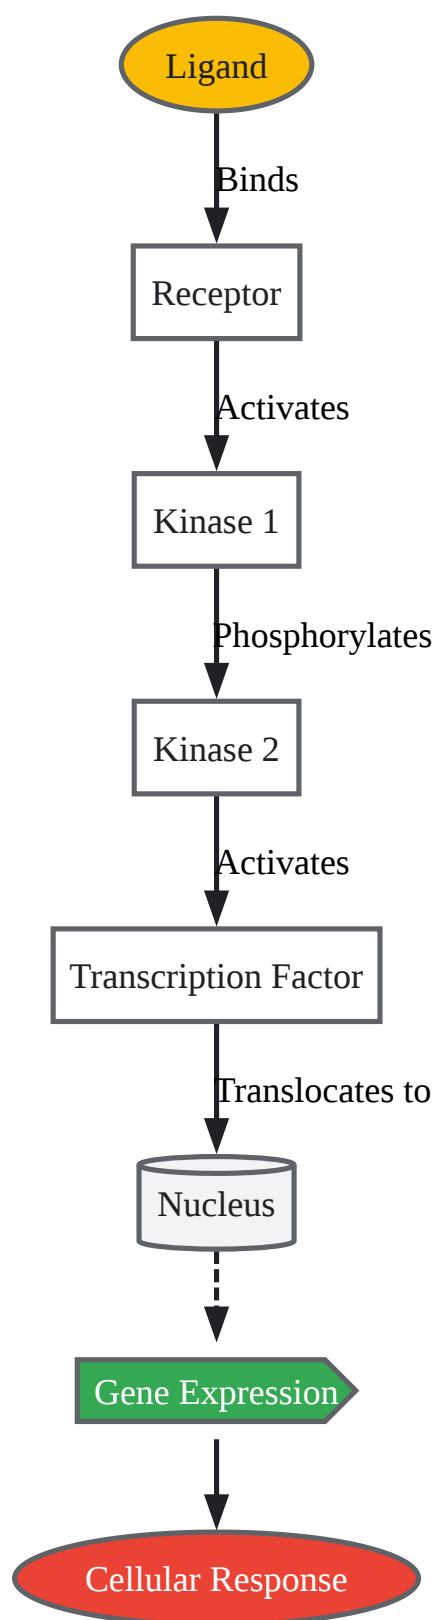 Ligand
Binds
Receptor
Activates
Kinase 1
Phosphorylates
Kinase 2
Activates
Transcription Factor
Translocates to
Nucleus
Gene Expression
Cellular Response